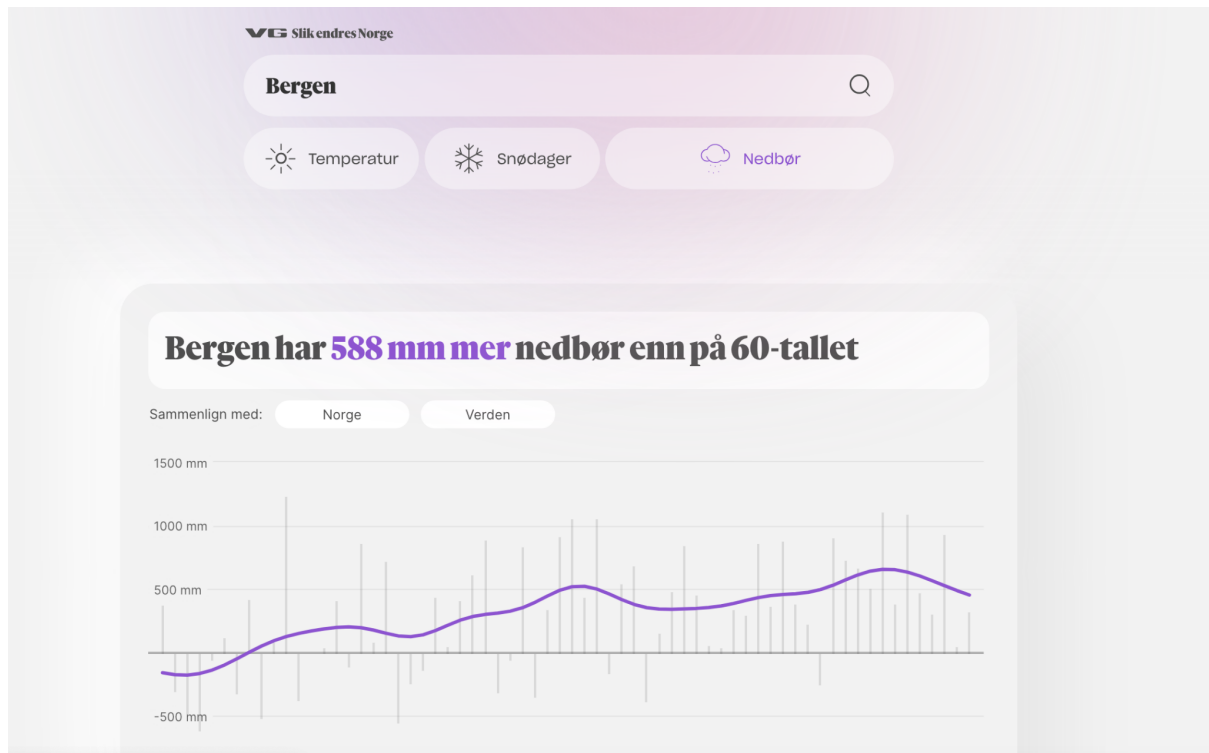 VG Slik endres Norge
Bergen
Temperatur
Snødager
Nedbør
Bergen har 588 mm mer nedbør enn på 60-tallet
Sammenlign med: Norge Verden
1500 mm
1000 mm
500 mm
-500 mm